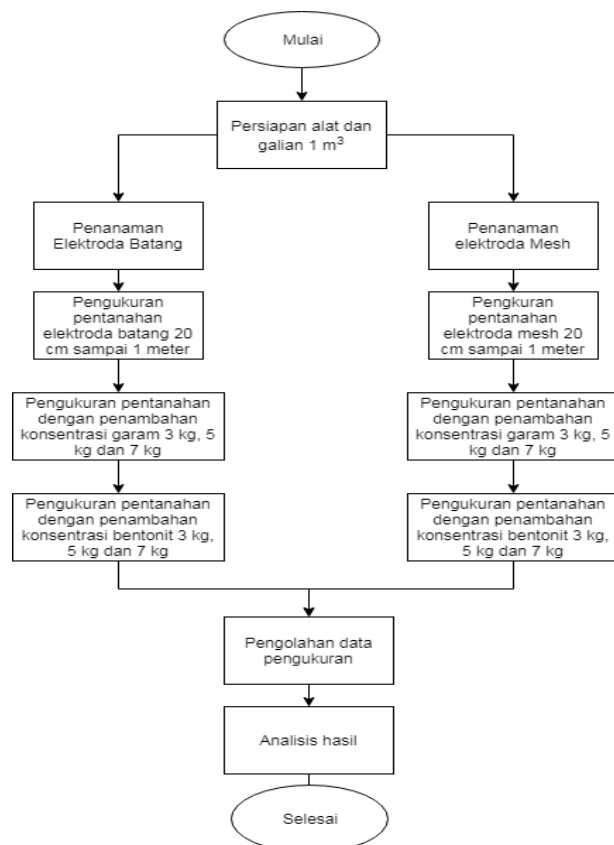 Mulai
Persiapan alat dan
galian 1 m³
Penanaman
Elektroda Batang
Pengukuran
pentanahan
elektroda batang 20
cm sampai 1 meter
Pengukuran pentanahan
dengan penambahan
konsentrasi garam 3 kg, 5
kg dan 7 kg
Pengukuran pentanahan
dengan penambahan
konsentrasi bentonit 3 kg,
5 kg dan 7 kg
Penanaman
elektroda Mesh
Pengkuran
pentanahan
elektroda mesh 20
cm sampai 1 meter
Pengukuran pentanahan
dengan penambahan
konsentrasi garam 3 kg, 5
kg dan 7 kg
Pengukuran pentanahan
dengan penambahan
konsentrasi bentonit 3 kg,
5 kg dan 7 kg
Pengolahan data
pengukuran
Analisis hasil
Selesai